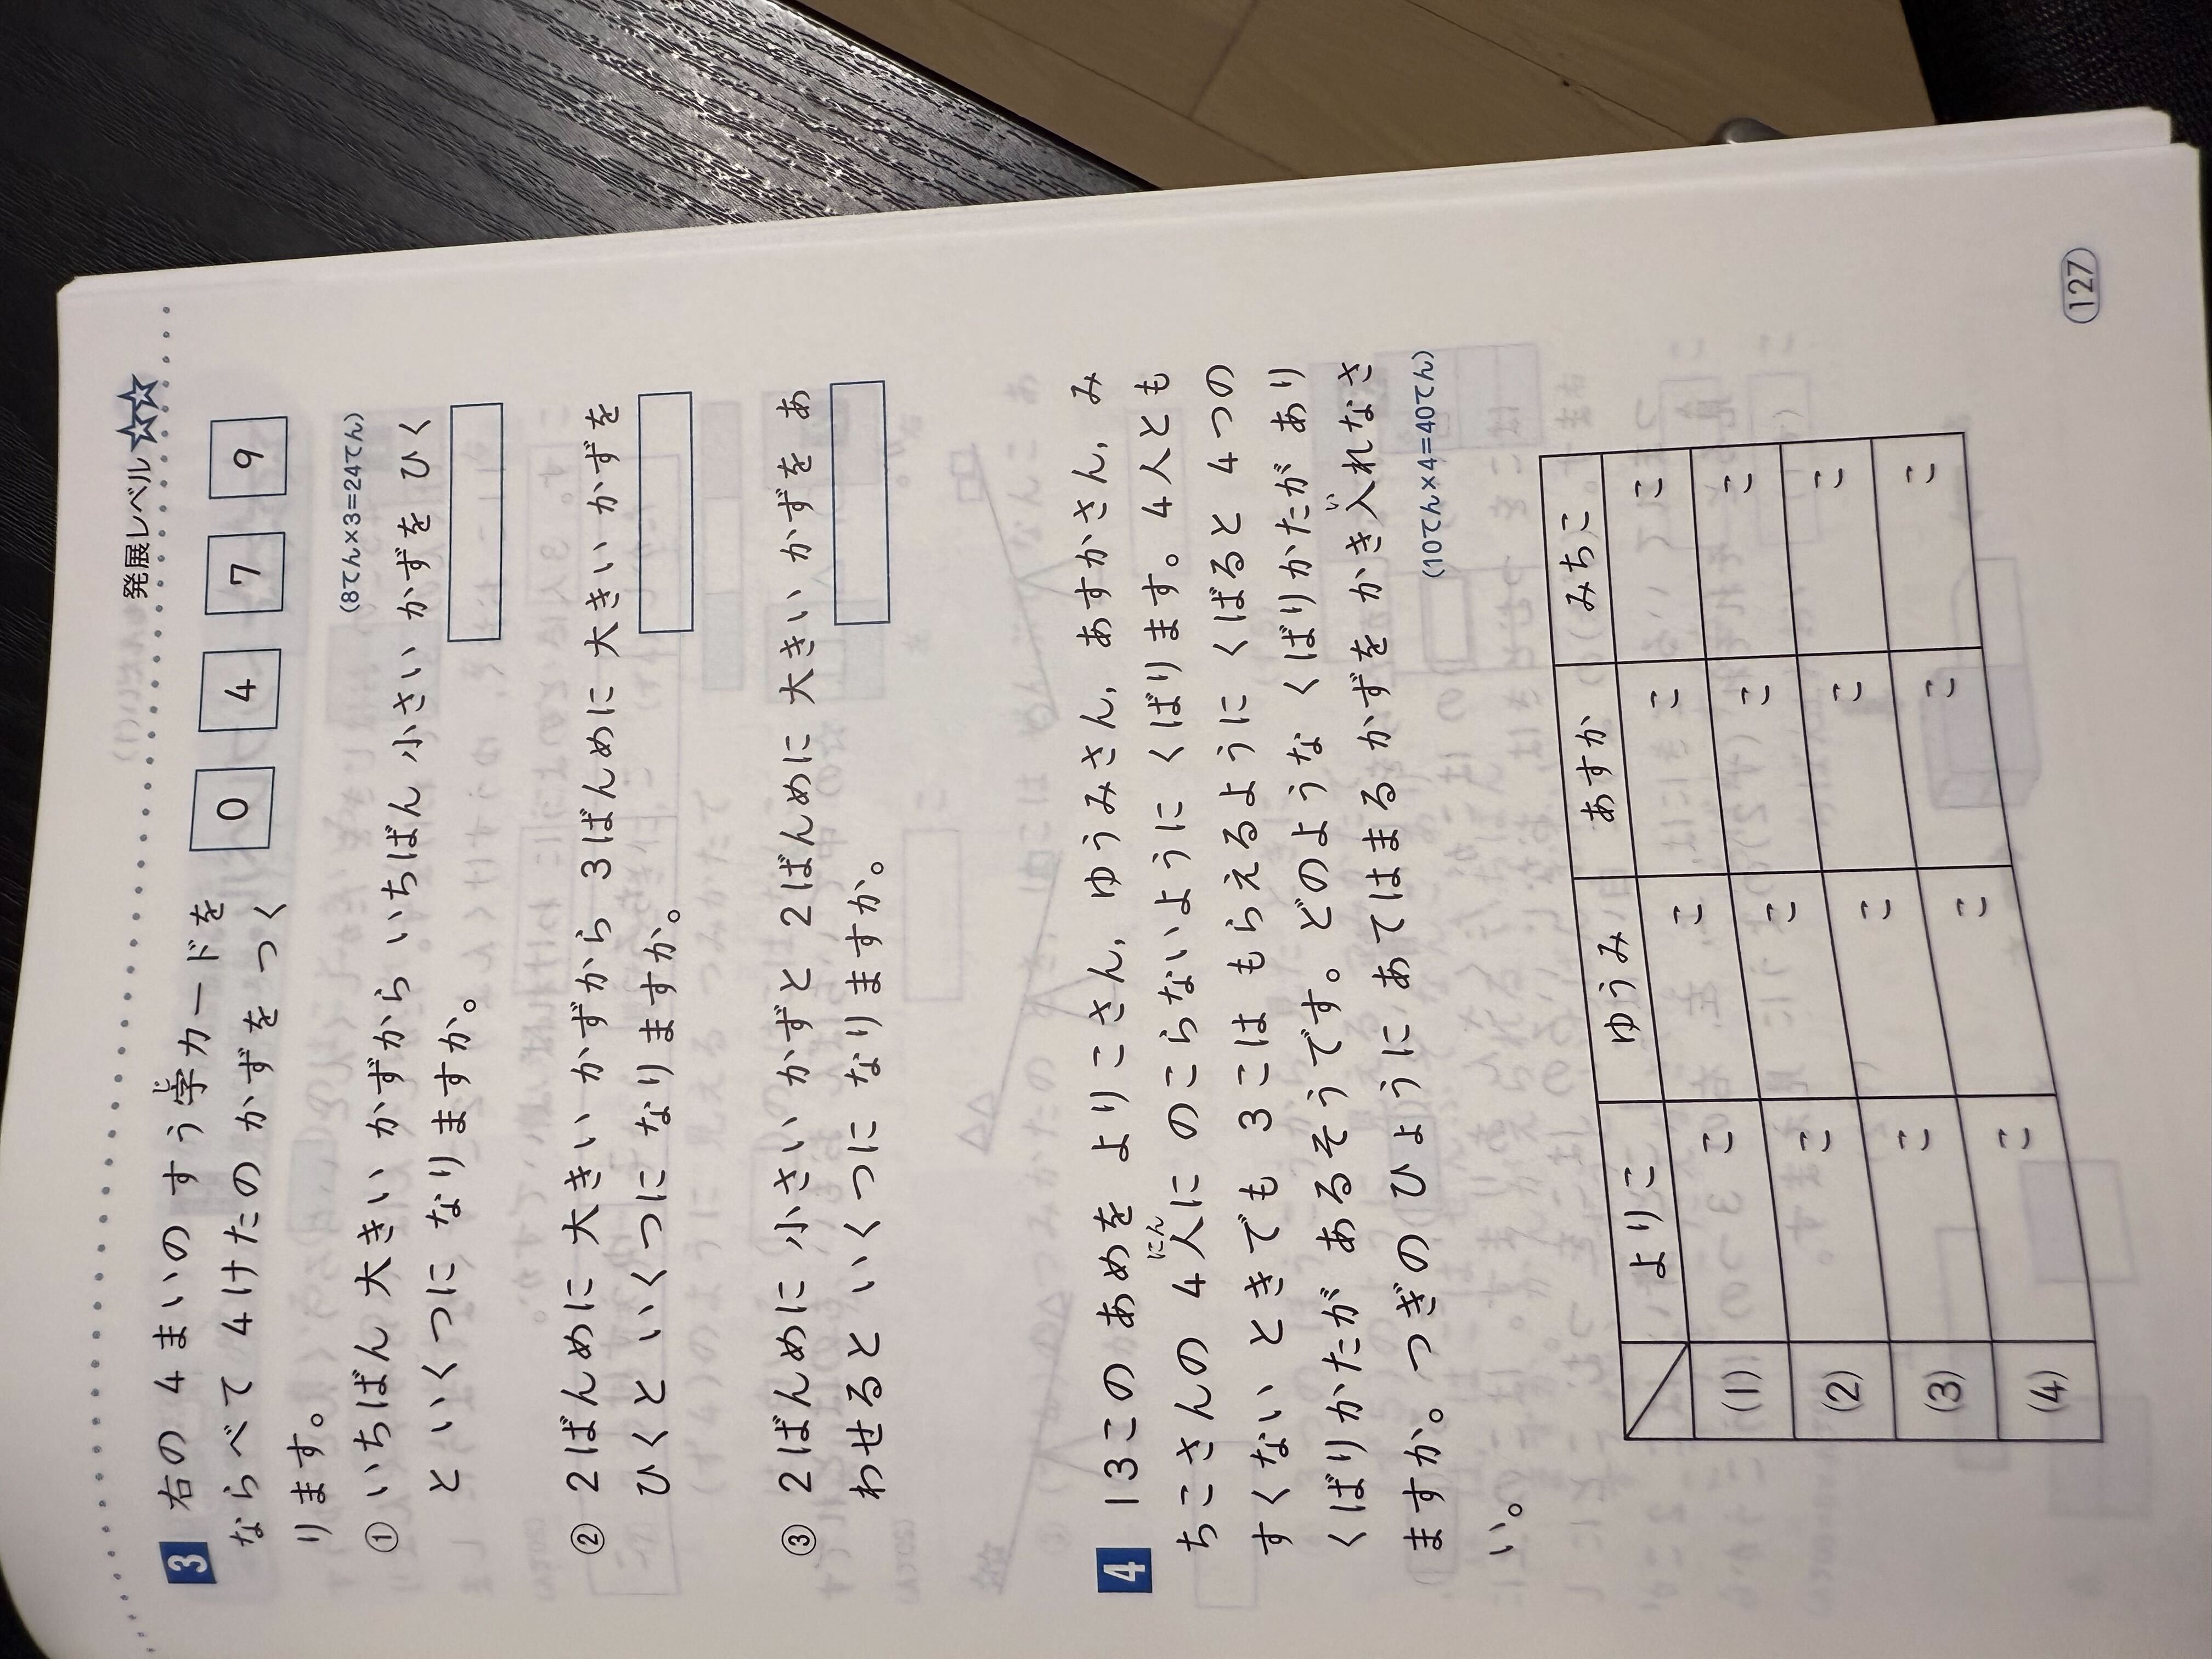 発展レベル☆☆
3 右の 4まいの すう字カードを
ならべて 4けたの かずを つく
ります。
0 4 7 9
(8てん×3=24てん)
① いちばん 大きい かずから いちばん 小さい かずを ひく
と いくつに なりますか。
② 2ばんめに 大きい かずから 3ばんめに 大きい かずを
ひくと いくつに なりますか。
③ 2ばんめに 小さい かずと 2ばんめに 大きい かずを あ
わせると いくつに なりますか。
4 13この あめを よりこさん, ゆうみさん, あすかさん, み
ちこさんの 4人に のこらないように くばります。4人とも
にん
すくない ときでも 3こは もらえるように くばると 4つの
くばりかたが あるそうです。どのような くばりかたが あり
ますか。つぎの ひょうに あてはまる かずを かき入れなさ
い
い。
(10てん×4=40てん)
よりこ ゆうみ あすか みちこ
(1) こ こ こ こ
(2) こ こ こ こ
(3) こ こ こ こ
(4) こ こ こ こ
127